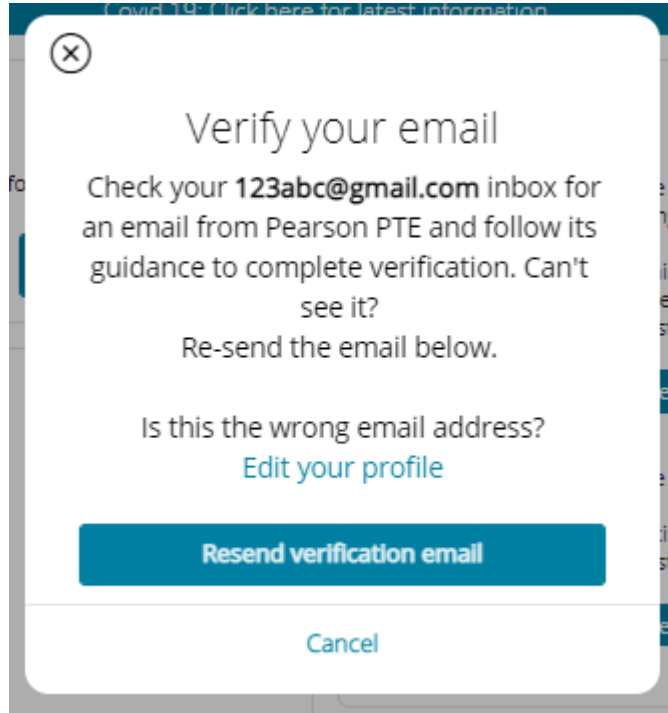 Covid 19: Click here for latest information
Verify your email
Check your 123abc@gmail.com inbox for
an email from Pearson PTE and follow its
guidance to complete verification. Can't
see it?
Re-send the email below.
Is this the wrong email address?
Edit your profile
Resend verification email
Cancel